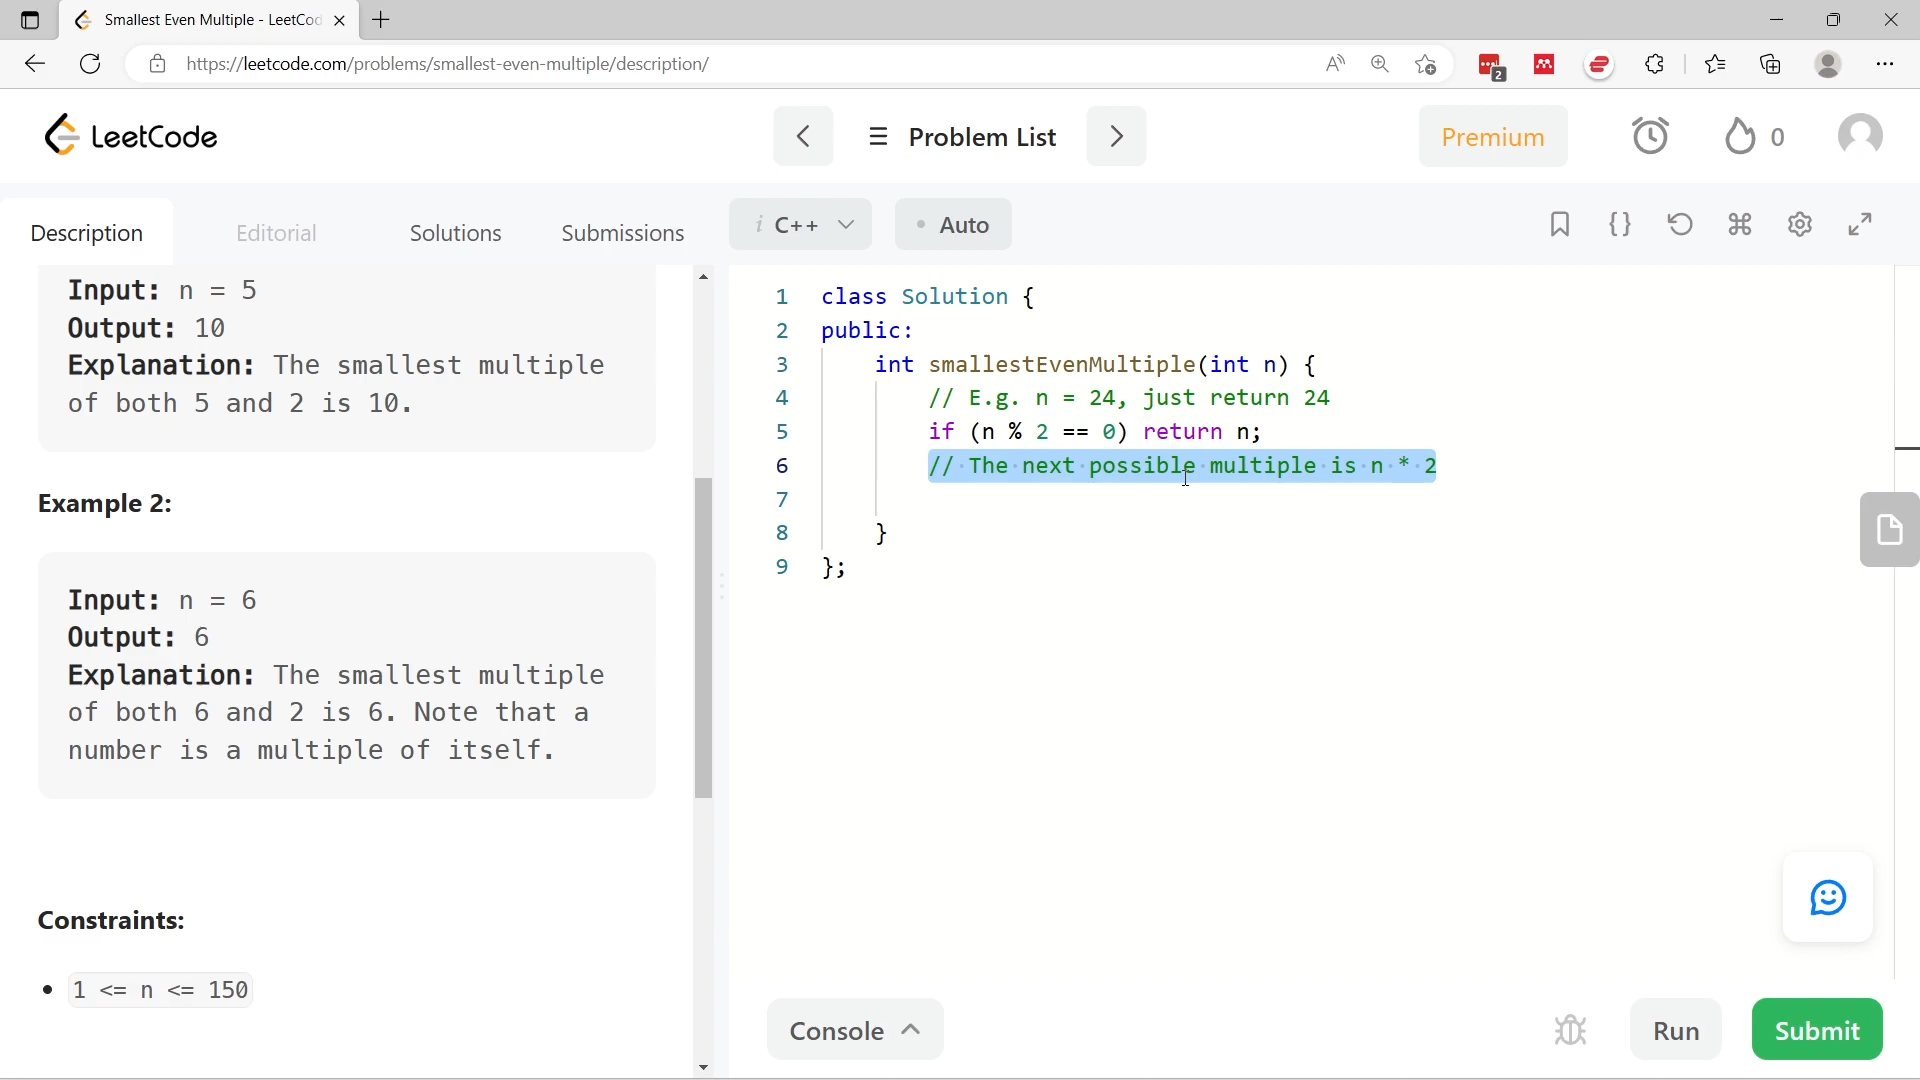 Smallest Even Multiple - LeetCod
https://leetcode.com/problems/smallest-even-multiple/description/
2
LeetCode
Problem List
Premium
0
Description
Editorial
Solutions
Submissions
i C++
Auto
Input: n = 5
Output: 10
Explanation: The smallest multiple
of both 5 and 2 is 10.
Example 2:
Input: n = 6
Output: 6
Explanation: The smallest multiple
of both 6 and 2 is 6. Note that a
number is a multiple of itself.
Constraints:
1 <= n <= 150
1 class Solution {
2 public:
3 int smallestEvenMultiple(int n) {
4 // E.g. n = 24, just return 24
5 if (n % 2 == 0) return n;
6 // The next possible multiple is n * 2
7
8 }
9 };
Console
Run
Submit